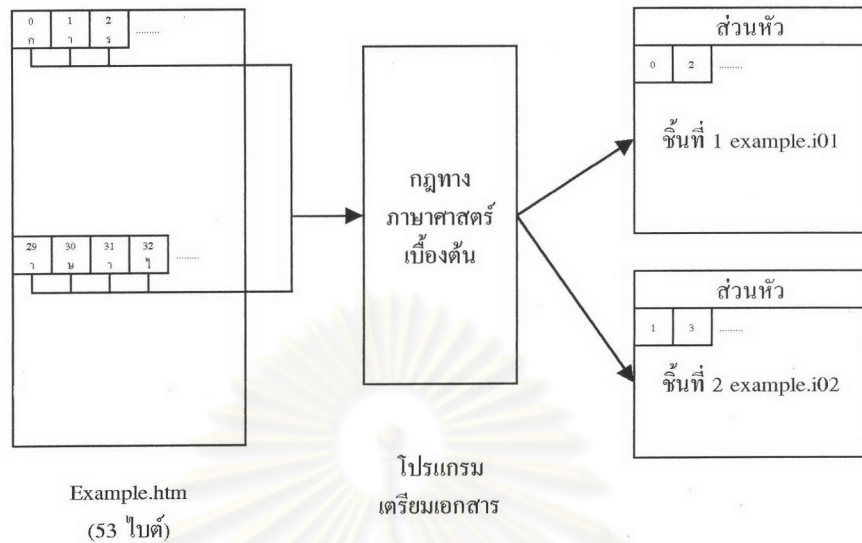 0 1 2
ก า ร .........
29 30 31 32
า ษ า ไ .........
Example.htm
(53 ไบต์)
กฎทาง
ภาษาศาสตร์
เบื้องต้น
โปรแกรม
เตรียมเอกสาร
ส่วนหัว
0 2 .........
ชิ้นที่ 1 example.i01
ส่วนหัว
1 3 .........
ชิ้นที่ 2 example.i02